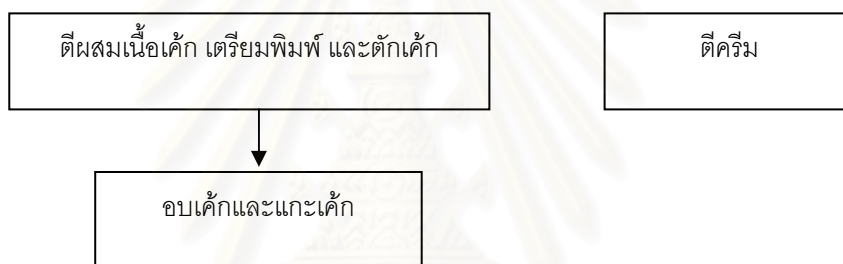 ตีผสมเนื้อเค้ก เตรียมพิมพ์ และตักเค้ก
ตีครีม
อบเค้กและแกะเค้ก